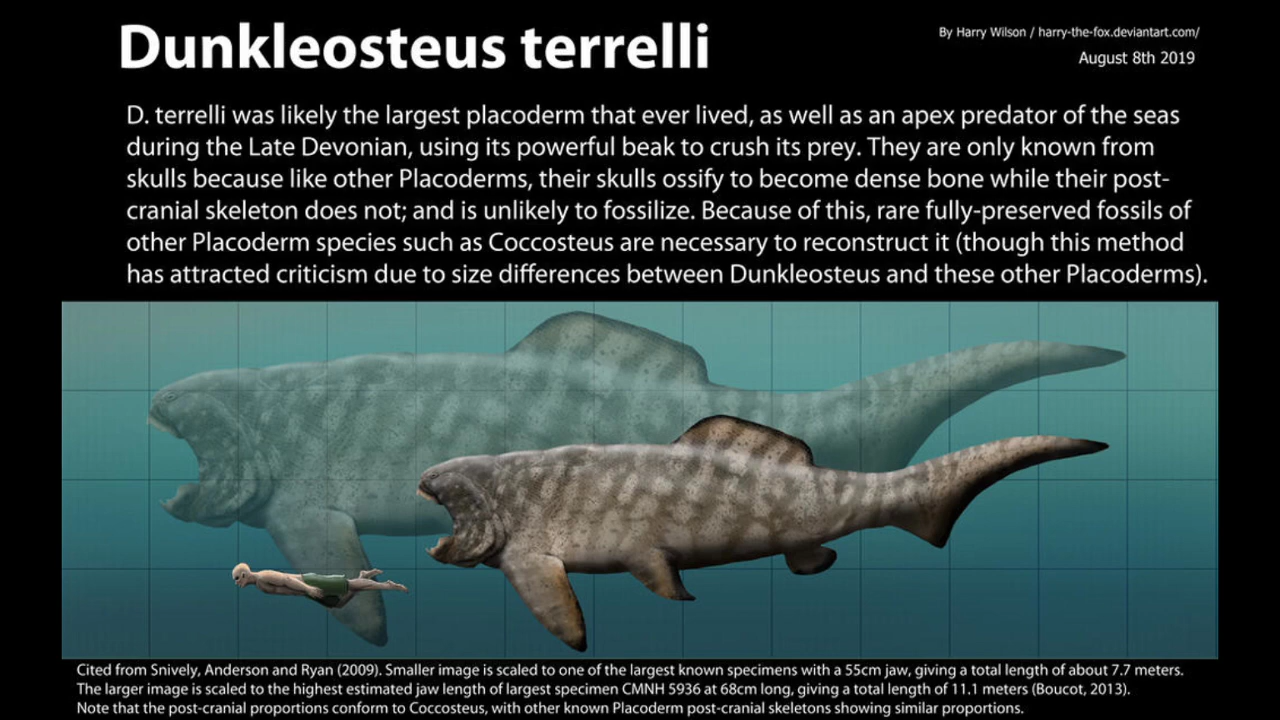 Dunkleosteus terrelli
By Harry Wilson / harry-the-fox.deviantart.com/
August 8th 2019
D. terrelli was likely the largest placoderm that ever lived, as well as an apex predator of the seas
during the Late Devonian, using its powerful beak to crush its prey. They are only known from
skulls because like other Placoderms, their skulls ossify to become dense bone while their post-
cranial skeleton does not; and is unlikely to fossilize. Because of this, rare fully-preserved fossils of
other Placoderm species such as Coccosteus are necessary to reconstruct it (though this method
has attracted criticism due to size differences between Dunkleosteus and these other Placoderms).
Cited from Snively, Anderson and Ryan (2009). Smaller image is scaled to one of the largest known specimens with a 55cm jaw, giving a total length of about 7.7 meters.
The larger image is scaled to the highest estimated jaw length of largest specimen CMNH 5936 at 68cm long, giving a total length of 11.1 meters (Boucot, 2013).
Note that the post-cranial proportions conform to Coccosteus, with other known Placoderm post-cranial skeletons showing similar proportions.